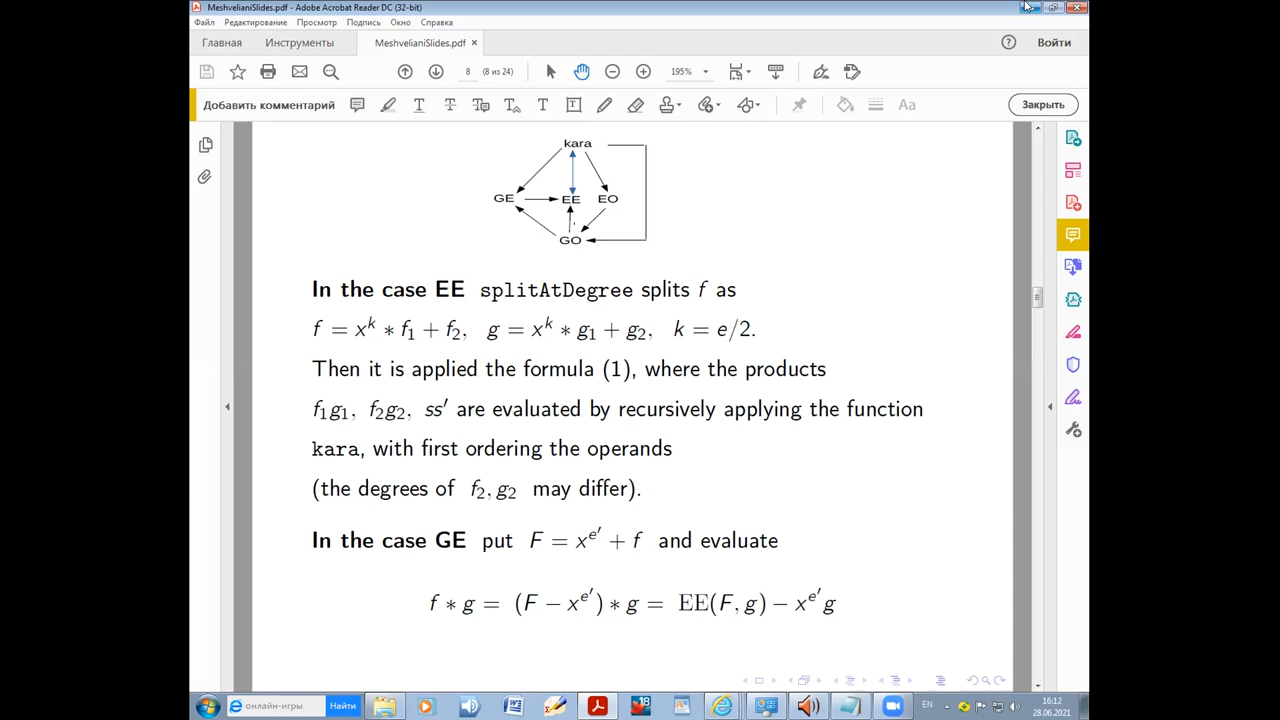 MeshvelianiSlides.pdf - Adobe Acrobat Reader DC (32-bit)
Файл Редактирование Просмотр Подпись Окно Справка
Главная Инструменты MeshvelianiSlides.pdf × Войти
8 (8 из 24) 195%
Добавить комментарий Закрыть
kara
GE EE EO
GO
In the case EE splitAtDegree splits f as
f = x^k ∗ f₁ + f₂, g = x^k ∗ g₁ + g₂, k = e/2.
Then it is applied the formula (1), where the products
f₁g₁, f₂g₂, ss′ are evaluated by recursively applying the function
kara, with first ordering the operands
(the degrees of f₂, g₂ may differ).
In the case GE put F = x^e′ + f and evaluate
f ∗ g = (F − x^e′) ∗ g = EE(F, g) − x^e′g
онлайн-игры Найти EN 16:12
28.06.2021